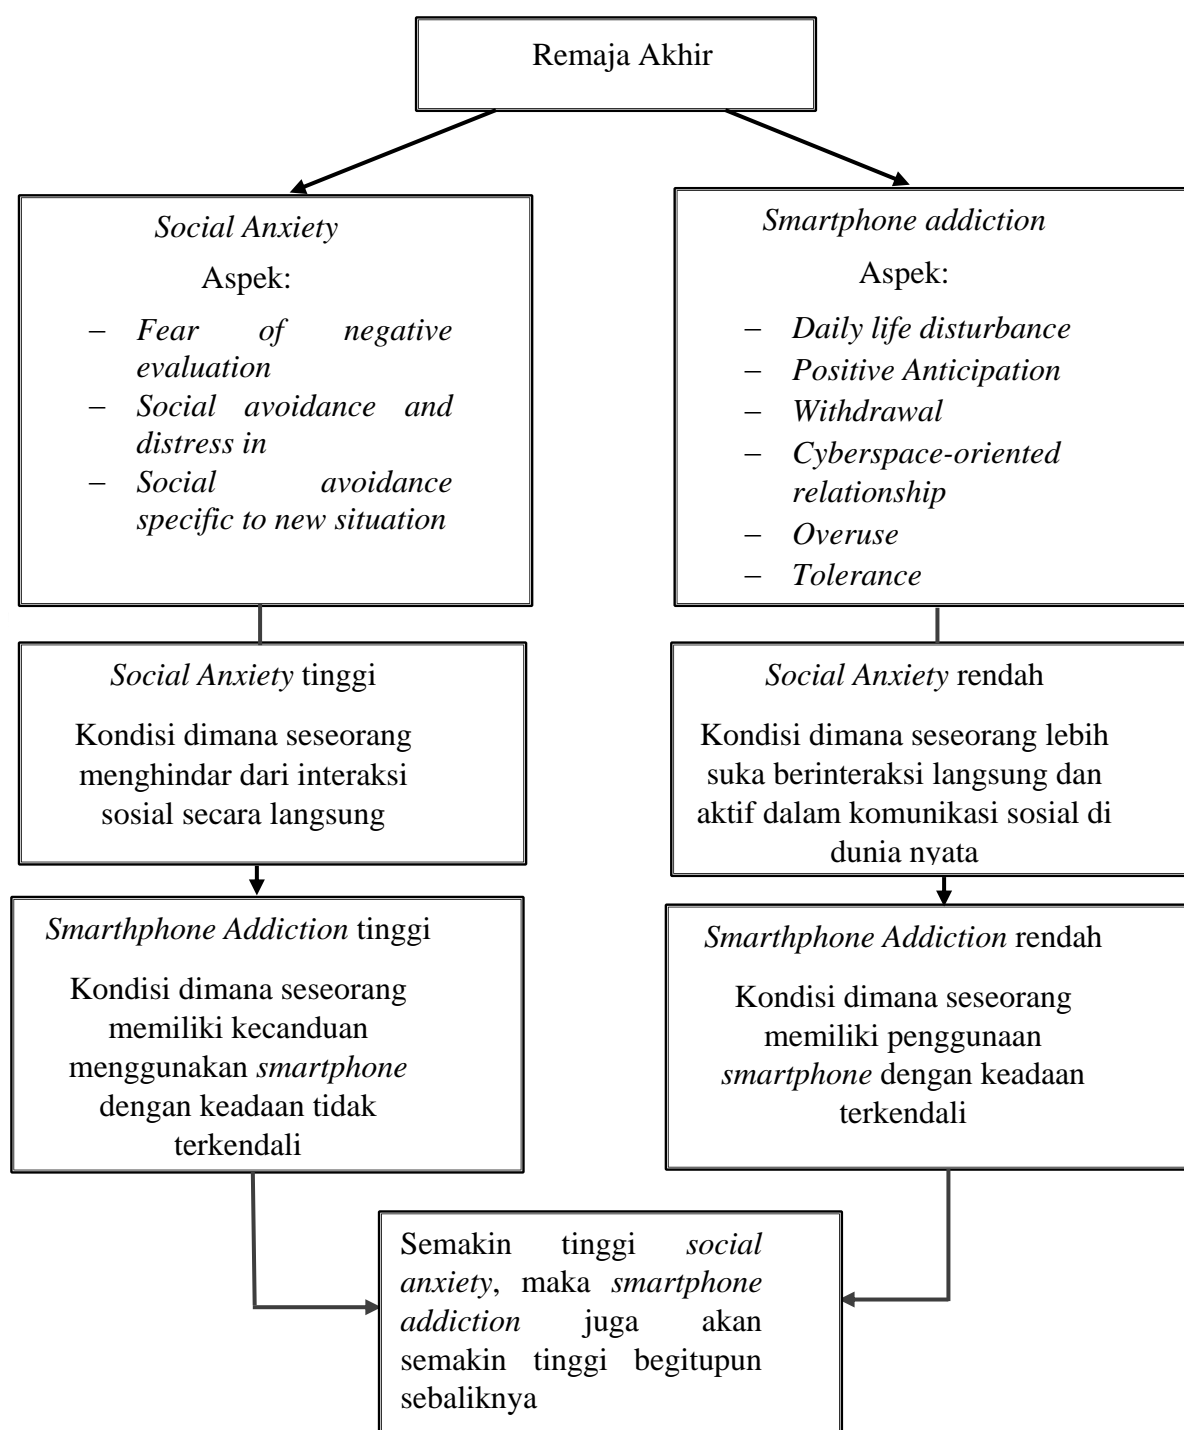 Remaja Akhir
Social Anxiety
Aspek:
– Fear of negative
evaluation
– Social avoidance and
distress in
– Social avoidance
specific to new situation
Smartphone addiction
Aspek:
– Daily life disturbance
– Positive Anticipation
– Withdrawal
– Cyberspace-oriented
relationship
– Overuse
– Tolerance
Social Anxiety tinggi
Kondisi dimana seseorang
menghindar dari interaksi
sosial secara langsung
Social Anxiety rendah
Kondisi dimana seseorang lebih
suka berinteraksi langsung dan
aktif dalam komunikasi sosial di
dunia nyata
Smarthphone Addiction tinggi
Kondisi dimana seseorang
memiliki kecanduan
menggunakan smartphone
dengan keadaan tidak
terkendali
Smarthphone Addiction rendah
Kondisi dimana seseorang
memiliki penggunaan
smartphone dengan keadaan
terkendali
Semakin tinggi social
anxiety, maka smartphone
addiction juga akan
semakin tinggi begitupun
sebaliknya